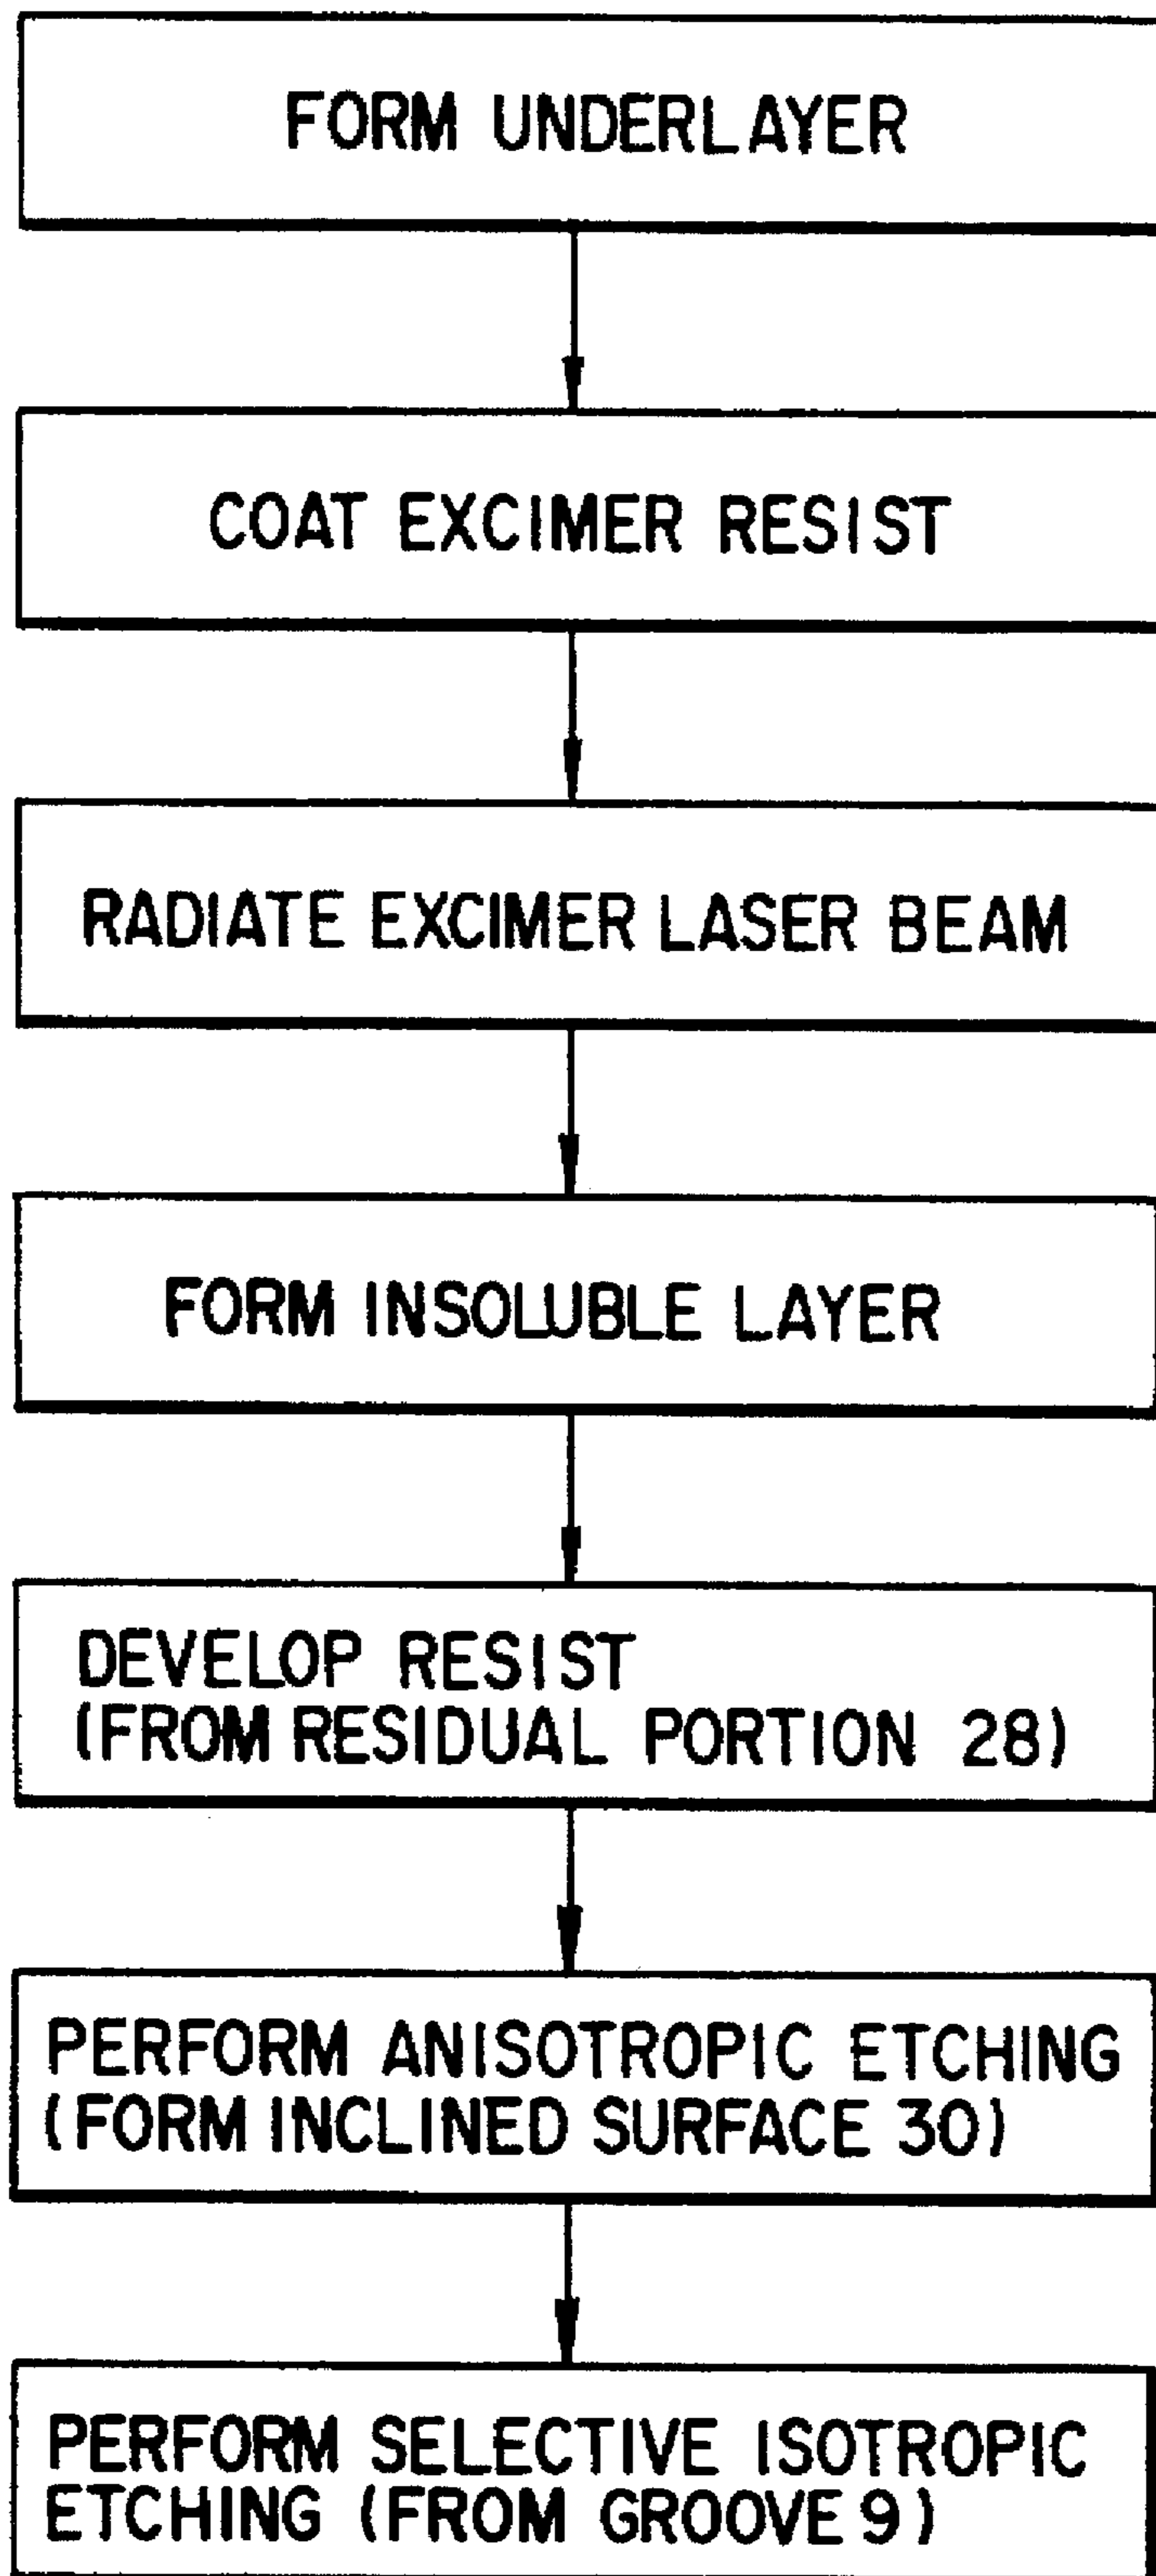 FORM UNDERLAYER
COAT EXCIMER RESIST
RADIATE EXCIMER LASER BEAM
FORM INSOLUBLE LAYER
DEVELOP RESIST
(FROM RESIDUAL PORTION 28)
PERFORM ANISOTROPIC ETCHING
(FORM INCLINED SURFACE 30)
PERFORM SELECTIVE ISOTROPIC
ETCHING (FROM GROOVE 9)